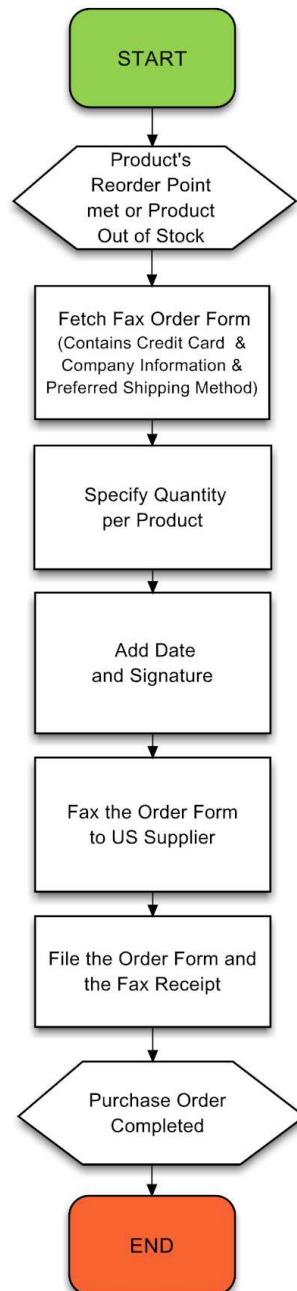 START
Product's
Reorder Point
met or Product
Out of Stock
Fetch Fax Order Form
(Contains Credit Card & 
Company Information &
Preferred Shipping Method)
Specify Quantity
per Product
Add Date
and Signature
Fax the Order Form
to US Supplier
File the Order Form and
the Fax Receipt
Purchase Order
Completed
END